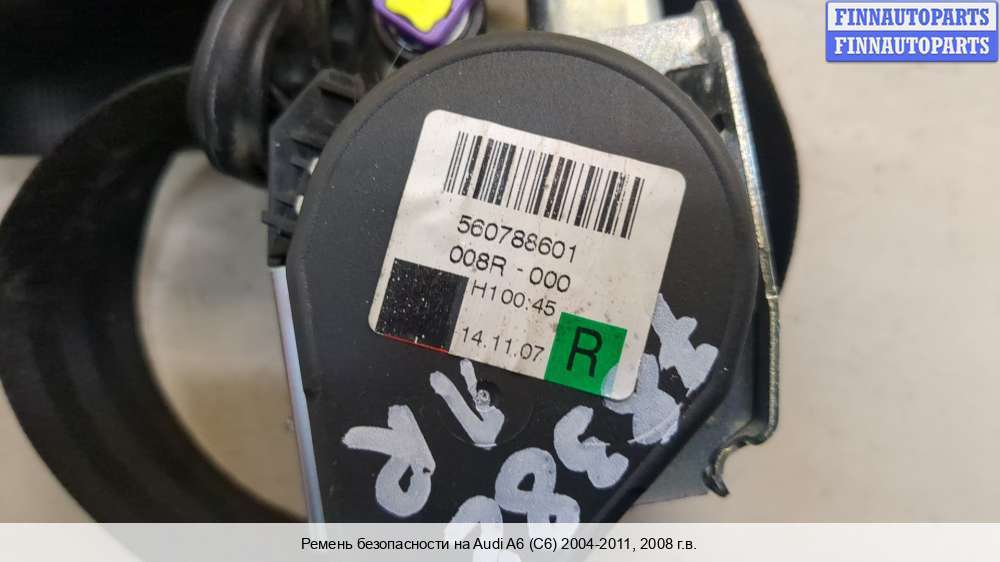 FINNAUTOPARTS
FINNAUTOPARTS
560788601
008R - 000
H100:45
14.11.07
R
Ремень безопасности на Audi A6 (C6) 2004-2011, 2008 г.в.